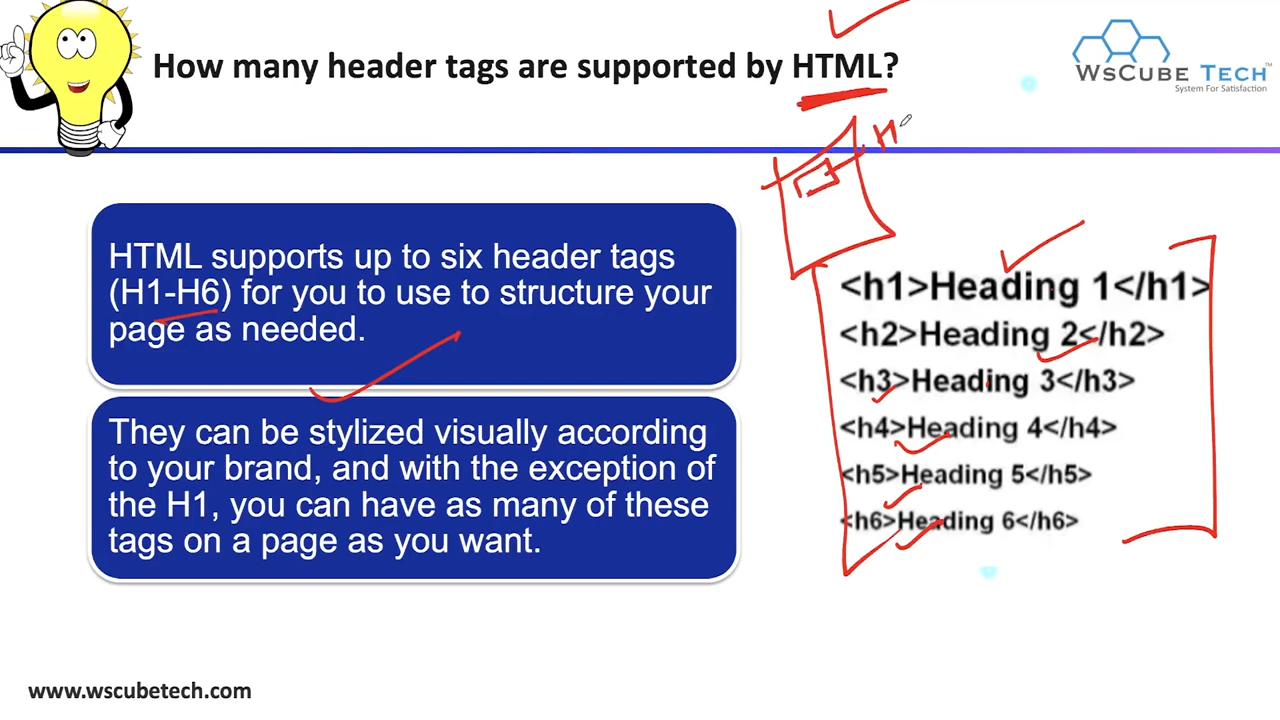 How many header tags are supported by HTML?
WsCube Tech™
System For Satisfaction
H
HTML supports up to six header tags
(H1-H6) for you to use to structure your
page as needed.
They can be stylized visually according
to your brand, and with the exception of
the H1, you can have as many of these
tags on a page as you want.
<h1>Heading 1</h1>
<h2>Heading 2</h2>
<h3>Heading 3</h3>
<h4>Heading 4</h4>
<h5>Heading 5</h5>
<h6>Heading 6</h6>
www.wscubetech.com